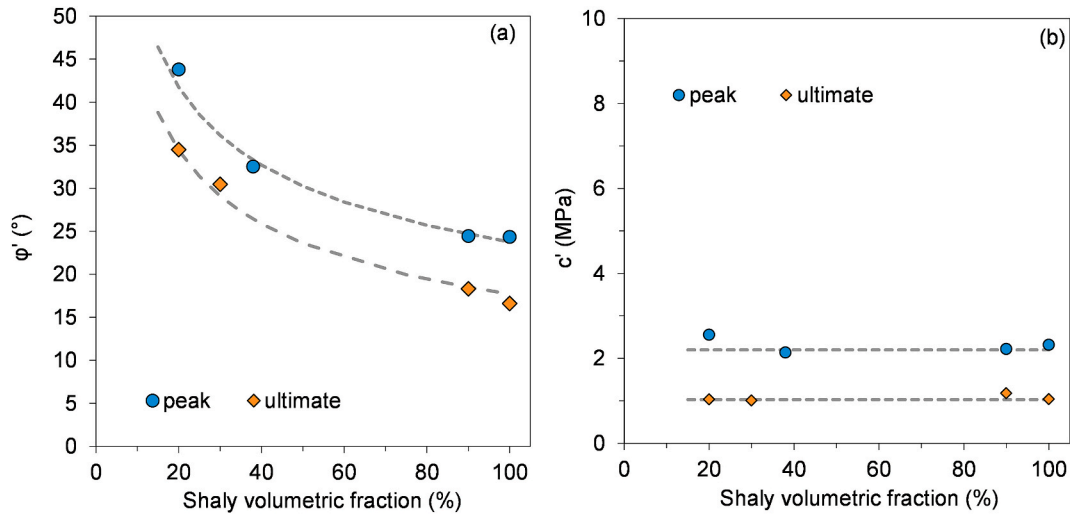 (a)
50
45
40
35
30
25
20
15
10
5
0
φ' (°)
peak
ultimate
0 20 40 60 80 100
Shaly volumetric fraction (%)
(b)
10
8
6
4
2
0
c' (MPa)
peak
ultimate
0 20 40 60 80 100
Shaly volumetric fraction (%)